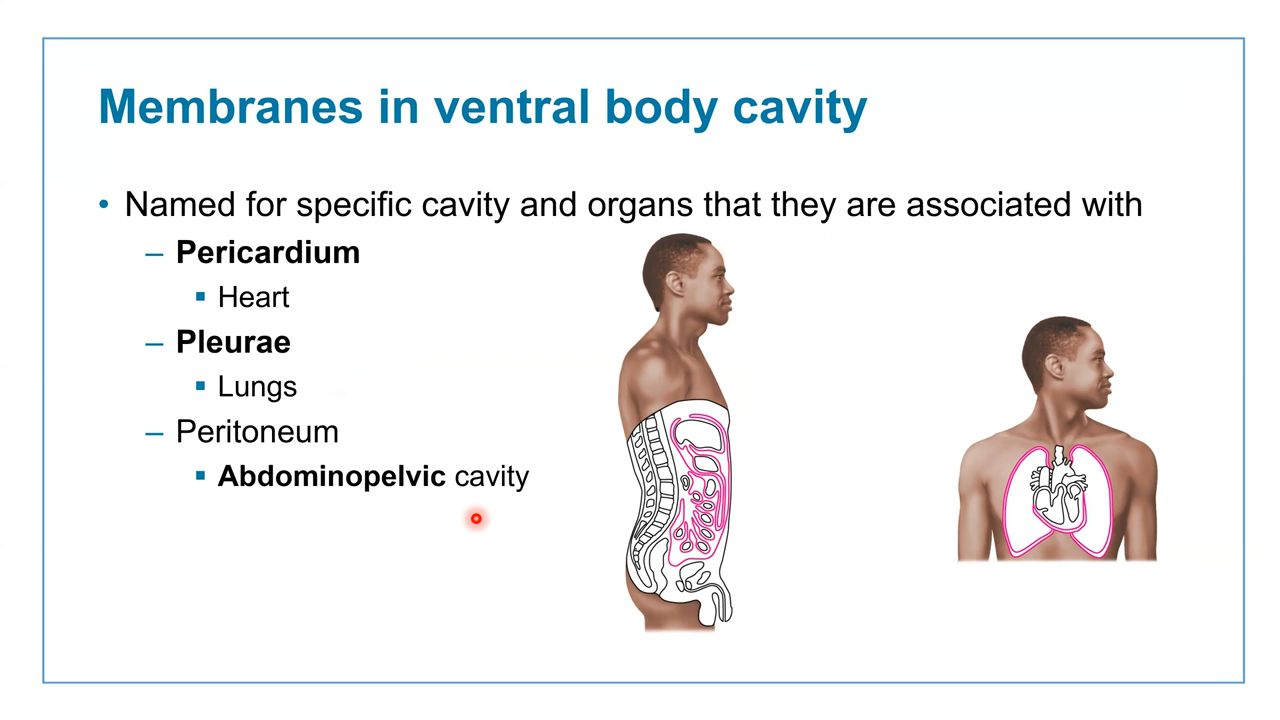 Membranes in ventral body cavity
• Named for specific cavity and organs that they are associated with
– Pericardium
▪ Heart
– Pleurae
▪ Lungs
– Peritoneum
▪ Abdominopelvic cavity